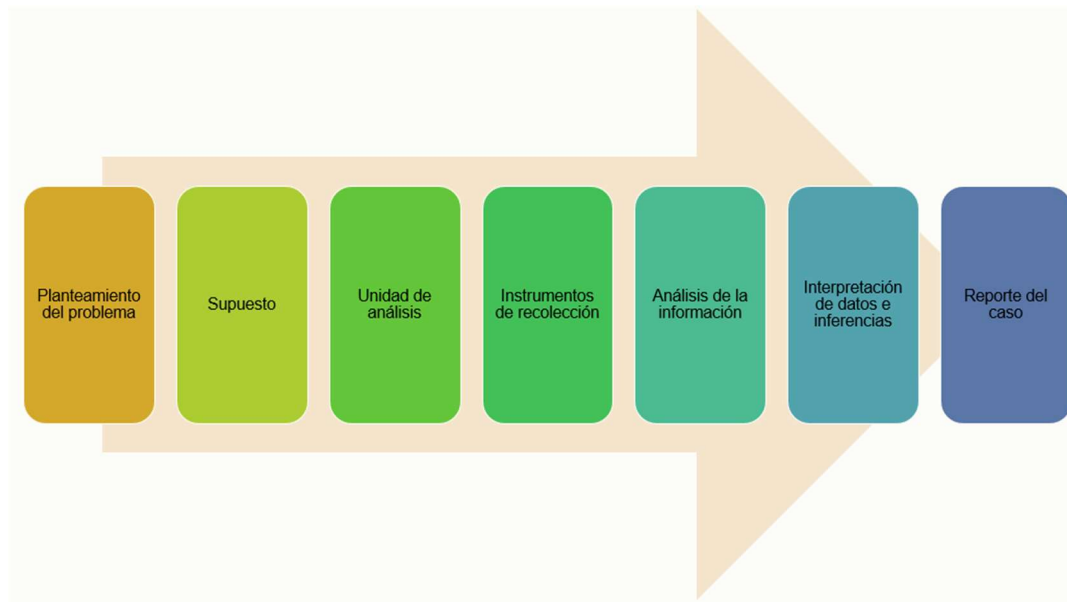 Planteamiento
del problema
Supuesto
Unidad de
análisis
Instrumentos
de recolección
Análisis de la
información
Interpretación
de datos e
inferencias
Reporte del
caso